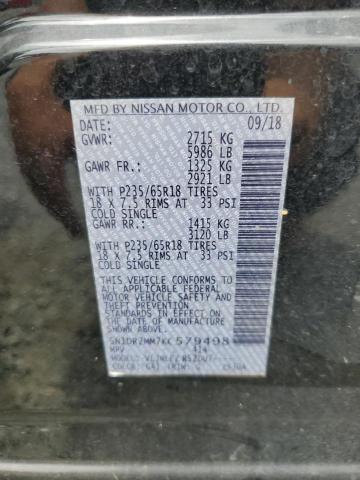 MFD BY NISSAN MOTOR CO., LTD.
DATE: 09/18
GVWR: 2715 KG
5986 LB
GAWR FR.: 1325 KG
2921 LB
WITH P235/65R18 TIRES
18 X 7.5 RIMS AT 33 PSI
COLD SINGLE
GAWR RR: 1415 KG
3120 LB
WITH P235/65R18 TIRES
18 X 7.5 RIMS AT 33 PSI
COLD SINGLE
THIS VEHICLE CONFORMS TO
ALL APPLICABLE FEDERAL
MOTOR VEHICLE SAFETY AND
THEFT PREVENTION
STANDARDS IN EFFECT ON
THE DATE OF MANUFACTURE
SHOWN ABOVE.
5N1DR2MM7KC579498
MPV
MODEL:
COLOR: TRIM: